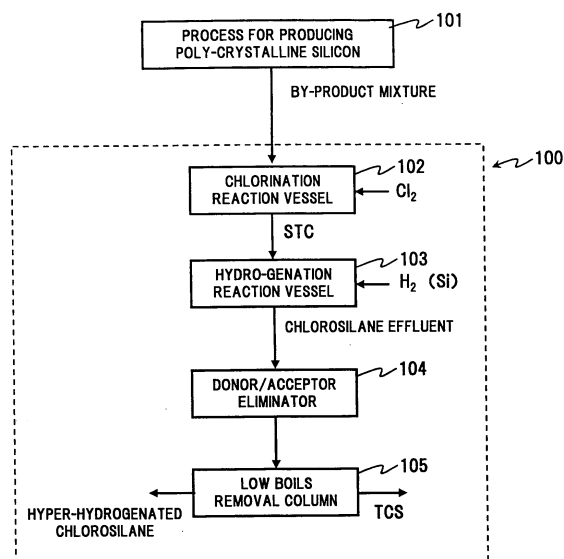 PROCESS FOR PRODUCING
POLY-CRYSTALLINE SILICON
101
BY-PRODUCT MIXTURE
100
CHLORINATION
REACTION VESSEL
102
Cl₂
STC
HYDRO-GENATION
REACTION VESSEL
103
H₂ (Si)
CHLOROSILANE EFFLUENT
DONOR/ACCEPTOR
ELIMINATOR
104
LOW BOILS
REMOVAL COLUMN
105
HYPER-HYDROGENATED
CHLOROSILANE
TCS